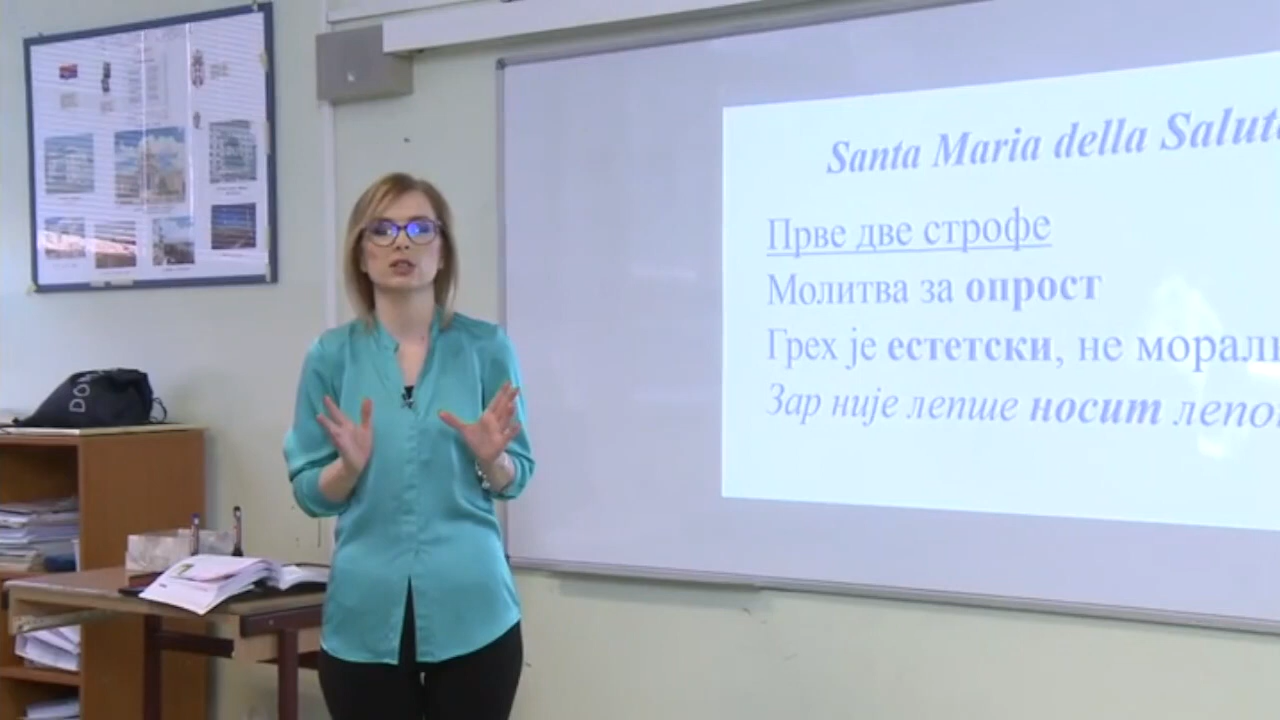 Santa Maria della Salut
Прве две строфе
Молитва за опрост
Грех је естетски, не морал
Зар није лепше носит лепо
DON